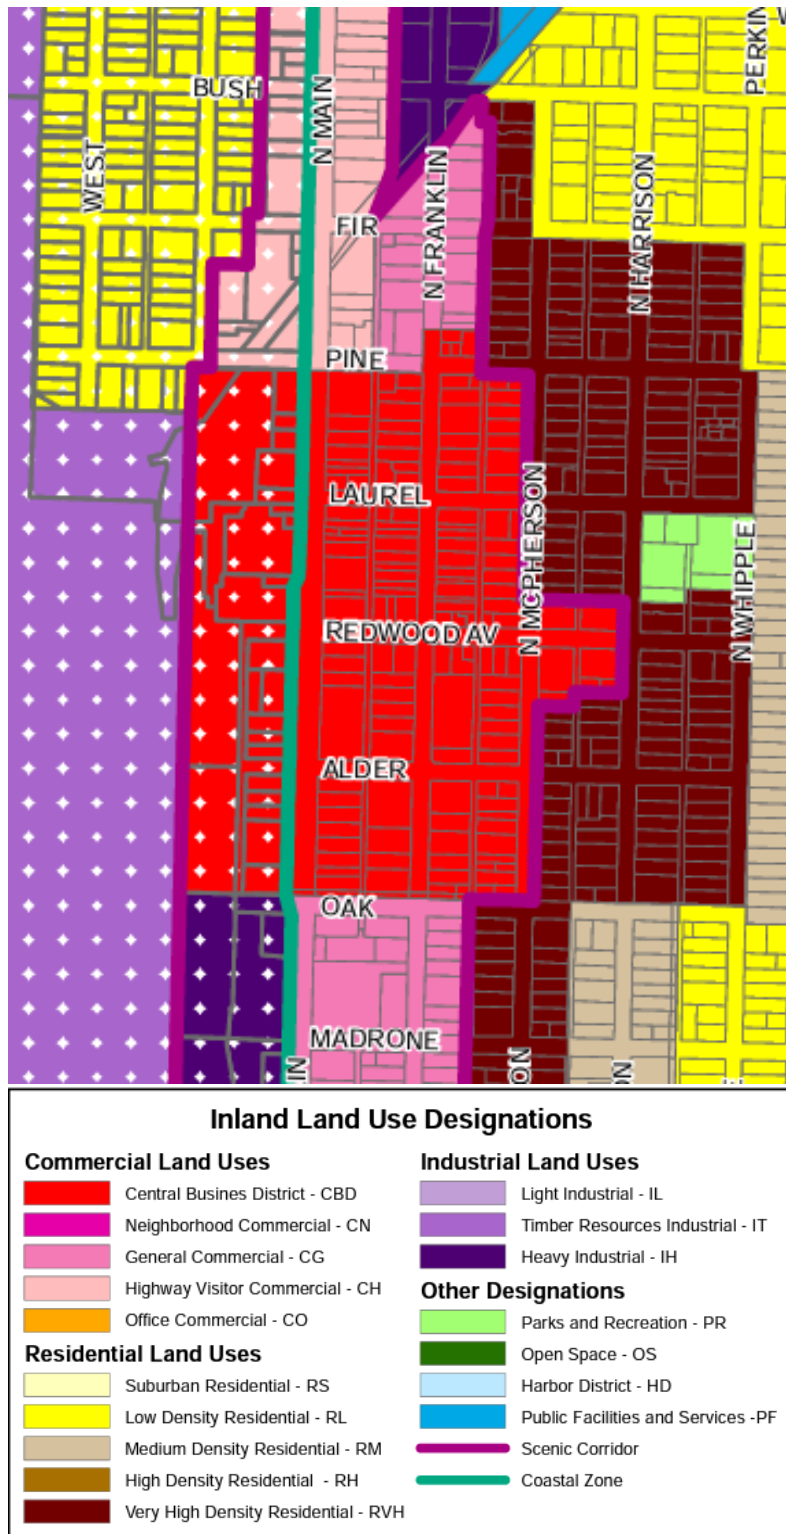 PERKIN
BUSH
N MAIN
WEST
N FRANKLIN
N HARRISON
FIR
PINE
LAUREL
N MCPHERSON
N WHIPPLE
REDWOOD AV
ALDER
OAK
MADRONE
IN
ON
ON
Inland Land Use Designations
Commercial Land Uses
Central Busines District - CBD
Neighborhood Commercial - CN
General Commercial - CG
Highway Visitor Commercial - CH
Office Commercial - CO
Residential Land Uses
Suburban Residential - RS
Low Density Residential - RL
Medium Density Residential - RM
High Density Residential - RH
Very High Density Residential - RVH
Industrial Land Uses
Light Industrial - IL
Timber Resources Industrial - IT
Heavy Industrial - IH
Other Designations
Parks and Recreation - PR
Open Space - OS
Harbor District - HD
Public Facilities and Services -PF
Scenic Corridor
Coastal Zone